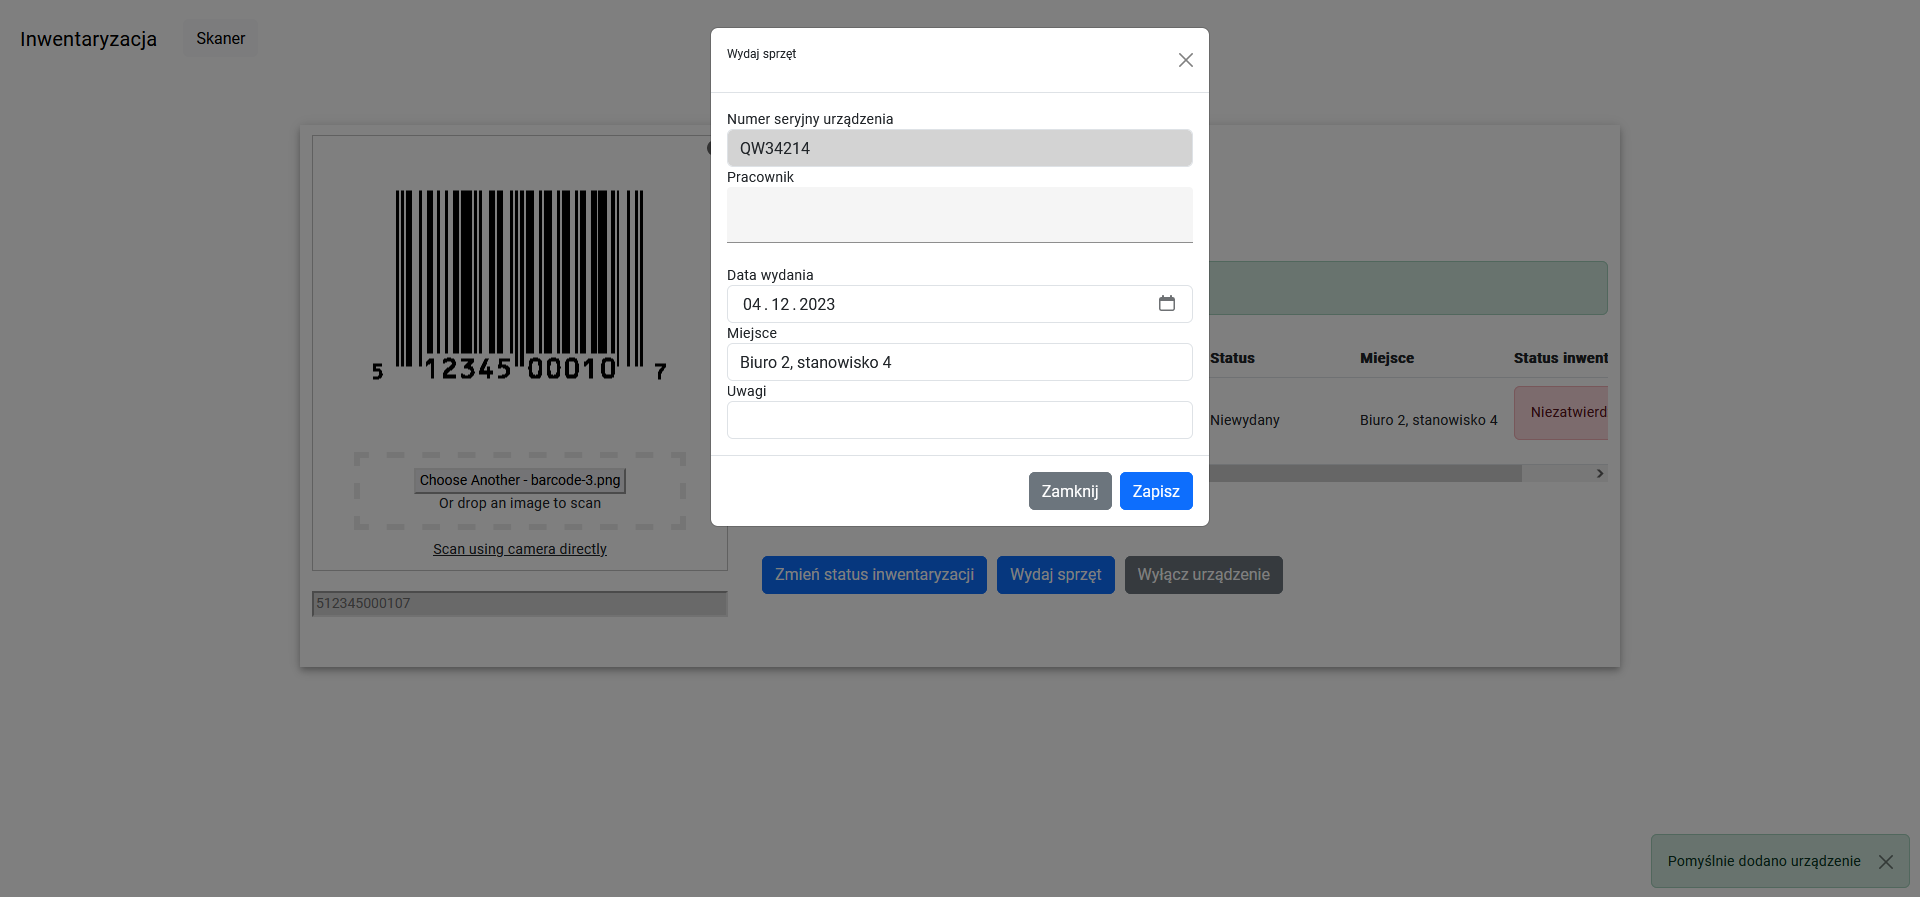 Inwentaryzacja
Skaner
Wydaj sprzęt
Numer seryjny urządzenia
QW34214
Pracownik
Data wydania
04.12.2023
Miejsce
Biuro 2, stanowisko 4
Uwagi
Zamknij
Zapisz
5 12345 00010 7
Choose Another - barcode-3.png
Or drop an image to scan
Scan using camera directly
512345000107
Status Miejsce Status inwent
Niewydany Biuro 2, stanowisko 4 Niezatwierd
Zmień status inwentaryzacji
Wydaj sprzęt
Wyłącz urządzenie
Pomyślnie dodano urządzenie